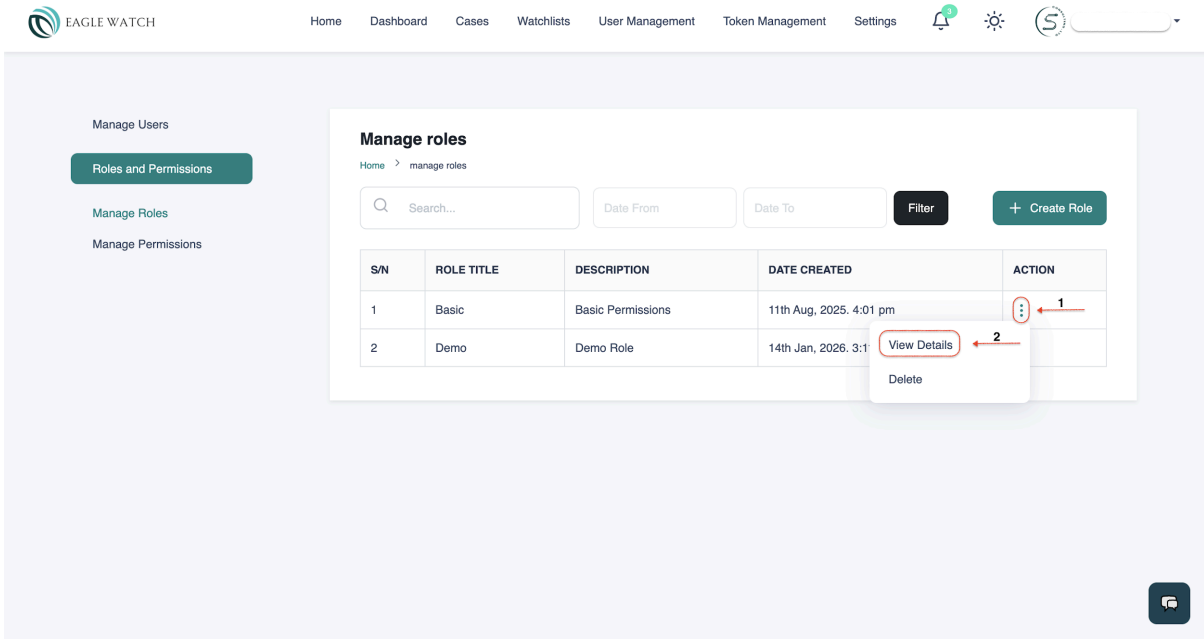 EAGLE WATCH
Home Dashboard Cases Watchlists User Management Token Management Settings 3
Manage Users
Roles and Permissions
Manage Roles
Manage Permissions
Manage roles
Home > manage roles
Search... Date From Date To Filter + Create Role
S/N ROLE TITLE DESCRIPTION DATE CREATED ACTION
1 Basic Basic Permissions 11th Aug, 2025. 4:01 pm 1
2 Demo Demo Role 14th Jan, 2026. 3:1
View Details 2
Delete